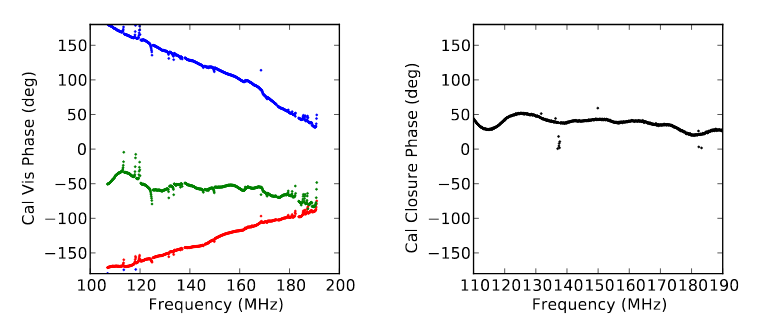 Cal Vis Phase (deg)
150
100
50
0
−50
−100
−150
100 120 140 160 180 200
Frequency (MHz)
Cal Closure Phase (deg)
150
100
50
0
−50
−100
−150
110 120 130 140 150 160 170 180 190
Frequency (MHz)